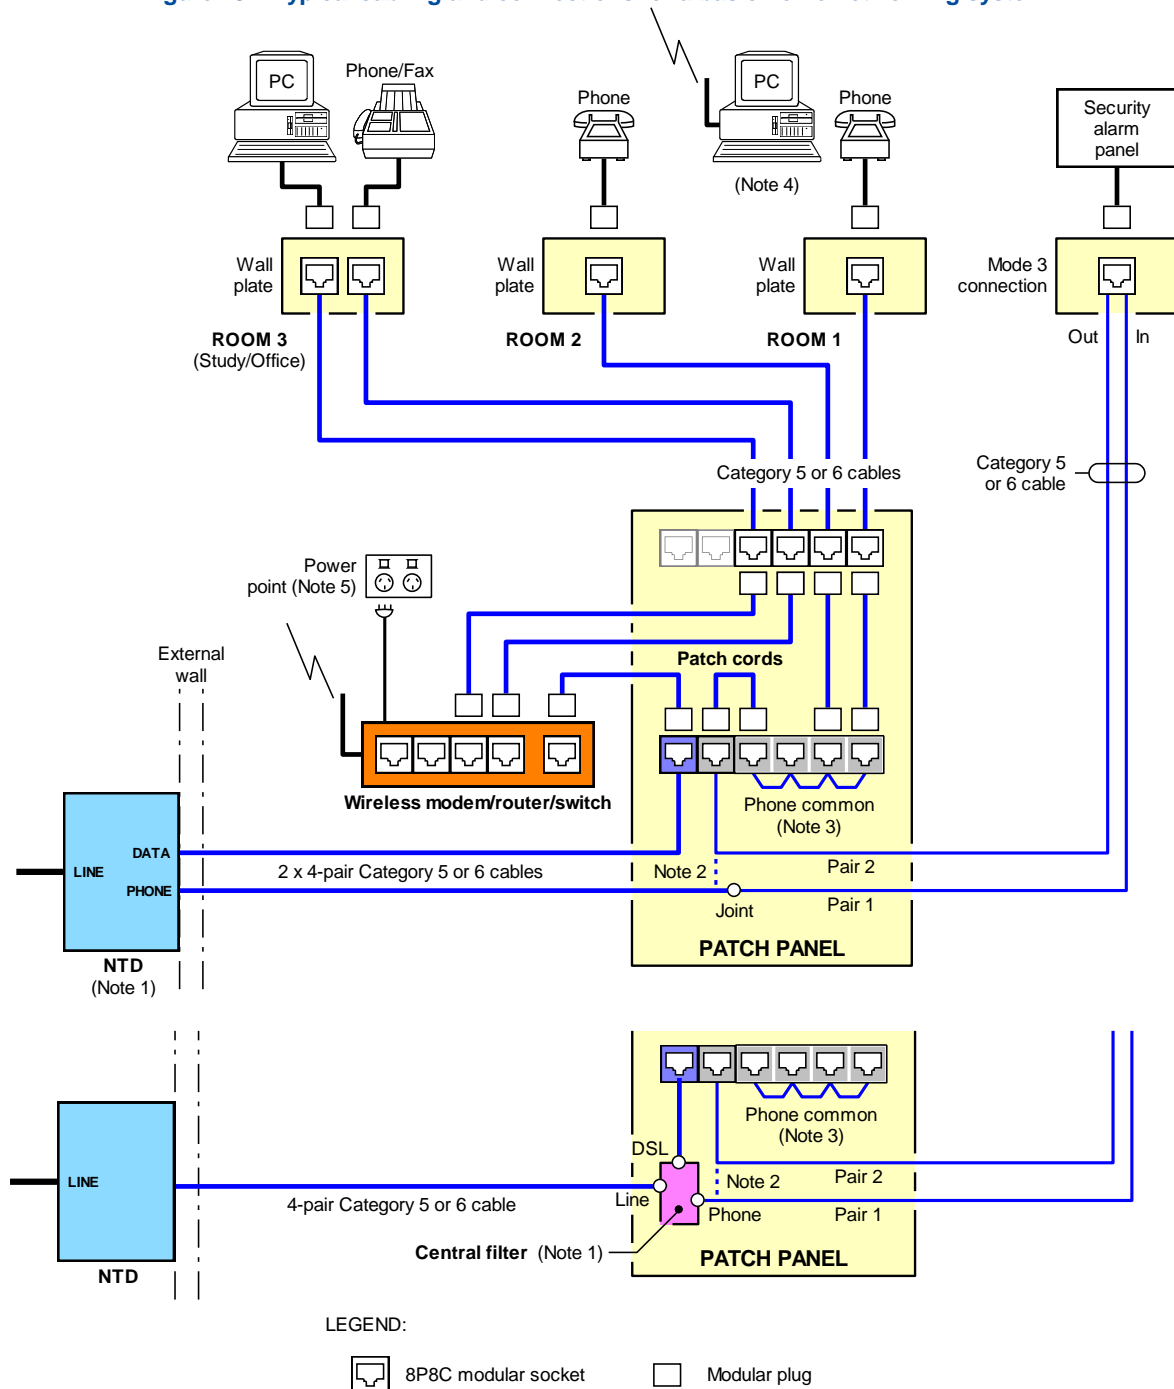 PC
Phone/Fax
Phone
PC
Phone
Security
alarm
panel
(Note 4)
Wall
plate
Wall
plate
Wall
plate
Mode 3
connection
ROOM 3
(Study/Office)
ROOM 2
ROOM 1
Out
In
Category 5 or 6 cables
Category 5
or 6 cable
Power
point (Note 5)
External
wall
Patch cords
Wireless modem/router/switch
Phone common
(Note 3)
DATA
LINE
PHONE
2 x 4-pair Category 5 or 6 cables
Note 2
Pair 2
Joint
Pair 1
PATCH PANEL
NTD
(Note 1)
Phone common
(Note 3)
DSL
LINE
Note 2
Pair 2
4-pair Category 5 or 6 cable
Line
Phone
Pair 1
Central filter (Note 1)
PATCH PANEL
NTD
LEGEND:
8P8C modular socket
Modular plug